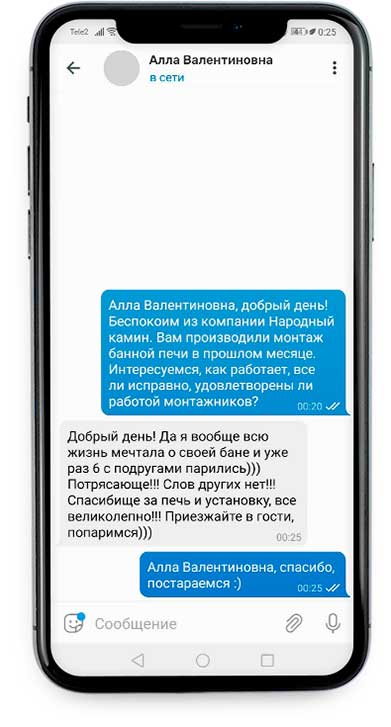 Tele2
41
0:25
Алла Валентиновна
в сети
Алла Валентиновна, добрый день!
Беспокоим из компании Народный
камин. Вам производили монтаж
банной печи в прошлом месяце.
Интересуемся, как работает, все
ли исправно, удовлетворены ли
работой монтажников?
00:20
Добрый день! Да я вообще всю
жизнь мечтала о своей бане и уже
раз 6 с подругами парились)))
Потрясающе!!! Слов других нет!!!
Спасибище за печь и установку, все
великолепно!!! Приезжайте в гости,
попаримся)))
00:25
Алла Валентиновна, спасибо,
постараемся :)
00:25
Сообщение